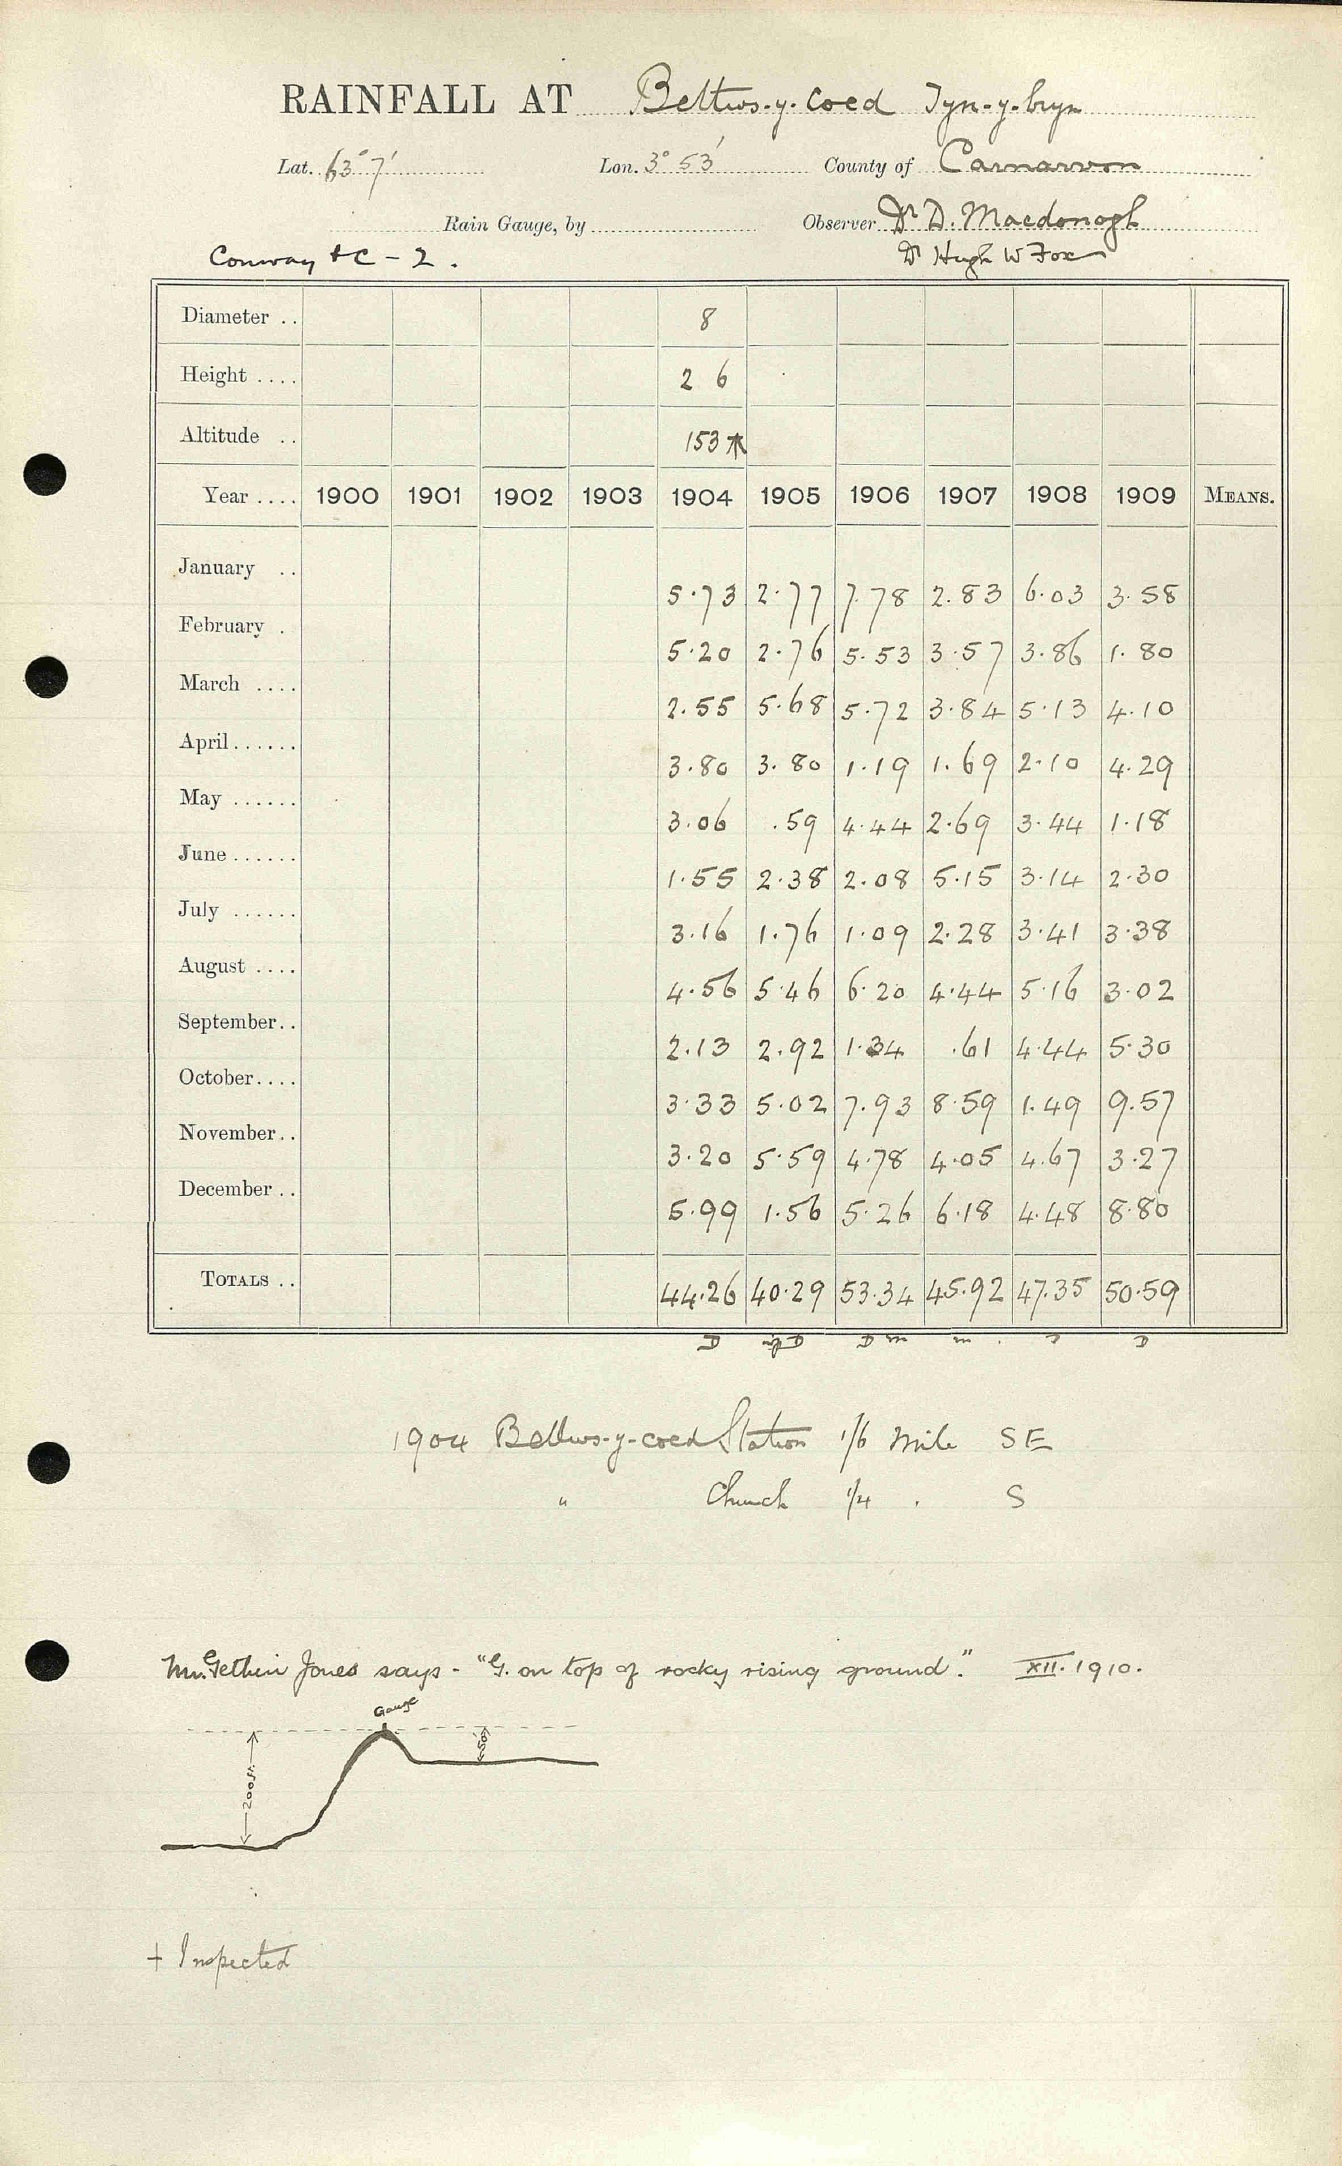 RAINFALL AT Bettws-y-Coed Tyn-y-bryn
Lat. 53° 7' Lon. 3° 53' County of Carnarvon
Rain Gauge, by Observer Dr D. Macdonogh
Conway &C - 2. Dr Hugh W Fox
Diameter .. 8
Height .... 2 6
Altitude .. 153
Year .... 1900 1901 1902 1903 1904 1905 1906 1907 1908 1909 MEANS.
January .. 5.73 2.77 7.78 2.83 6.03 3.58
February . 5.20 2.76 5.53 3.57 3.86 1.80
March .... 2.55 5.68 5.72 3.84 5.13 4.10
April...... 3.80 3.80 1.19 1.69 2.10 4.29
May ...... 3.06 .59 4.44 2.69 3.44 1.18
June ...... 1.55 2.38 2.08 5.15 3.14 2.30
July ...... 3.16 1.76 1.09 2.28 3.41 3.38
August .... 4.56 5.46 6.20 4.44 5.16 3.02
September.. 2.13 2.92 1.34 .61 4.44 5.30
October.... 3.33 5.02 7.93 8.59 1.49 9.57
November.. 3.20 5.59 4.78 4.05 4.67 3.27
December .. 5.99 1.56 5.26 6.18 4.48 8.80
TOTALS .. 44.26 40.29 53.34 45.92 47.35 50.59
1904 Bettws-y-coed Station 1/6 Mile SE
" Church 1/4 . S
Mr. Gethin Jones says - "G. on top of rocky rising ground." XII. 1910.
Gauge
200ft.
50'
† Inspected